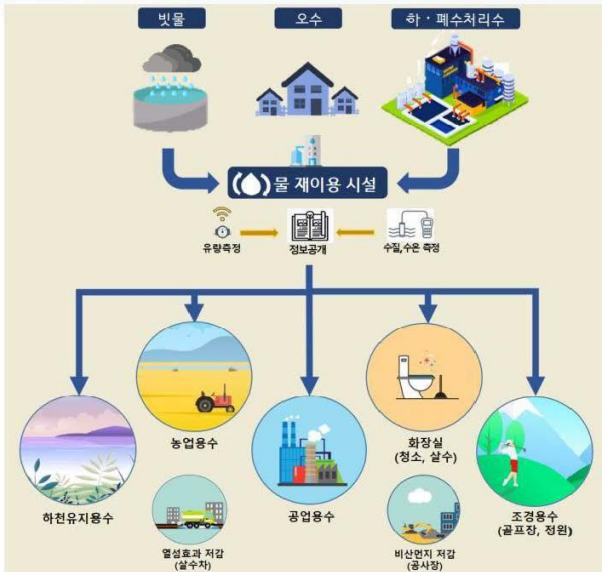 빗물
오수
하 · 폐수처리수
물 재이용 시설
유량측정
정보공개
수질,수온 측정
농업용수
화장실
(청소, 살수)
하천유지용수
공업용수
조경용수
(골프장, 정원)
열섬효과 저감
(살수차)
비산먼지 저감
(공사장)